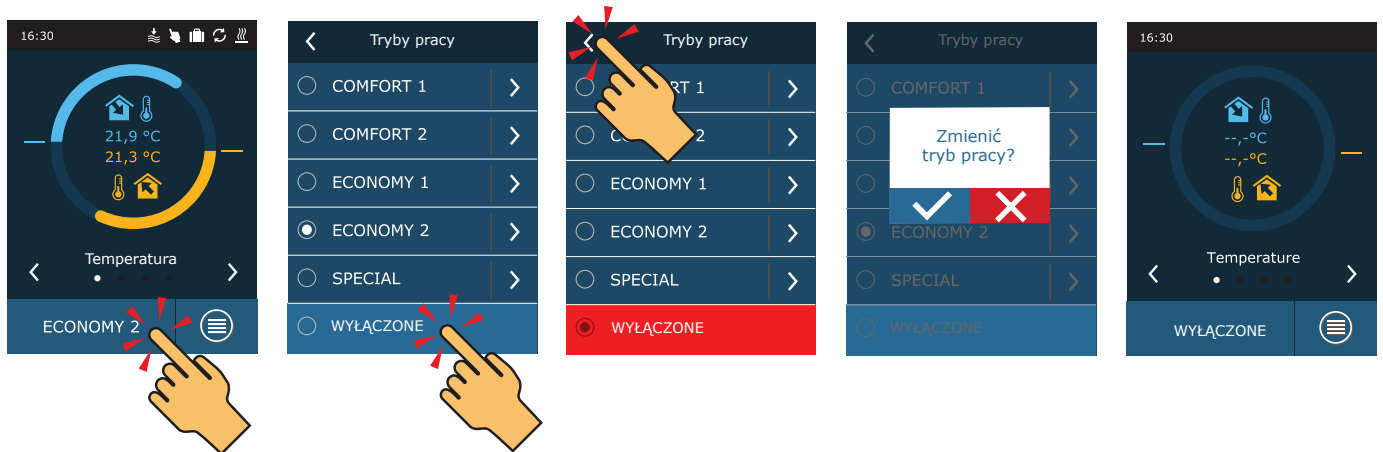 16:30
21,9 °C
21,3 °C
Temperatura
ECONOMY 2
Tryby pracy
COMFORT 1
COMFORT 2
ECONOMY 1
ECONOMY 2
SPECIAL
WYŁĄCZONE
Tryby pracy
RT 1
C 2
ECONOMY 1
ECONOMY 2
SPECIAL
WYŁĄCZONE
Tryby pracy
COMFORT 1
Zmienić
tryb pracy?
ECONOMY 2
SPECIAL
WYŁĄCZONE
16:30
--,-°C
--,-°C
Temperature
WYŁĄCZONE